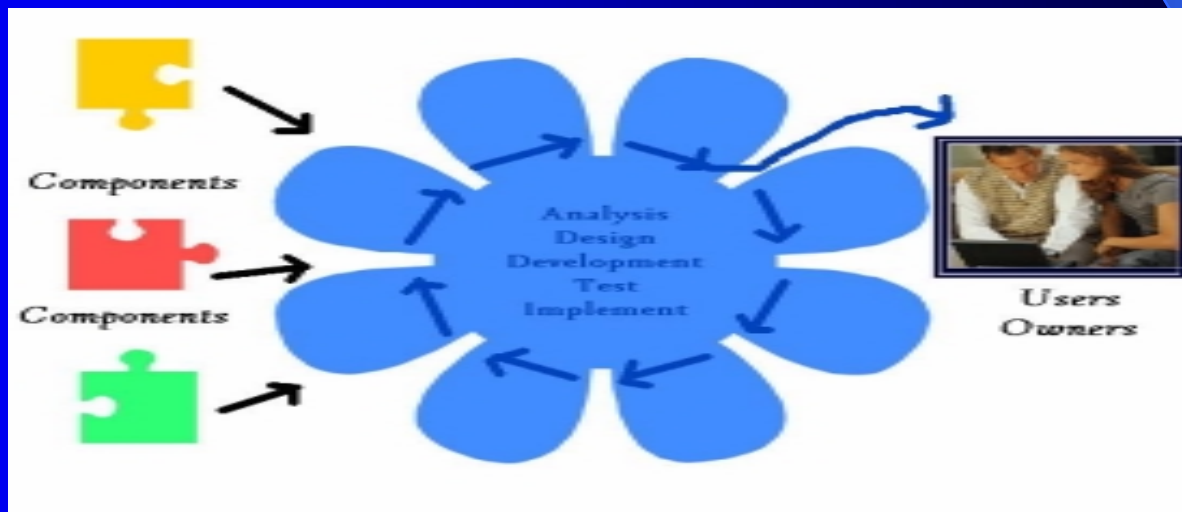 Components
Components
Analysis
Design
Development
Test
Implement
Users
Owners